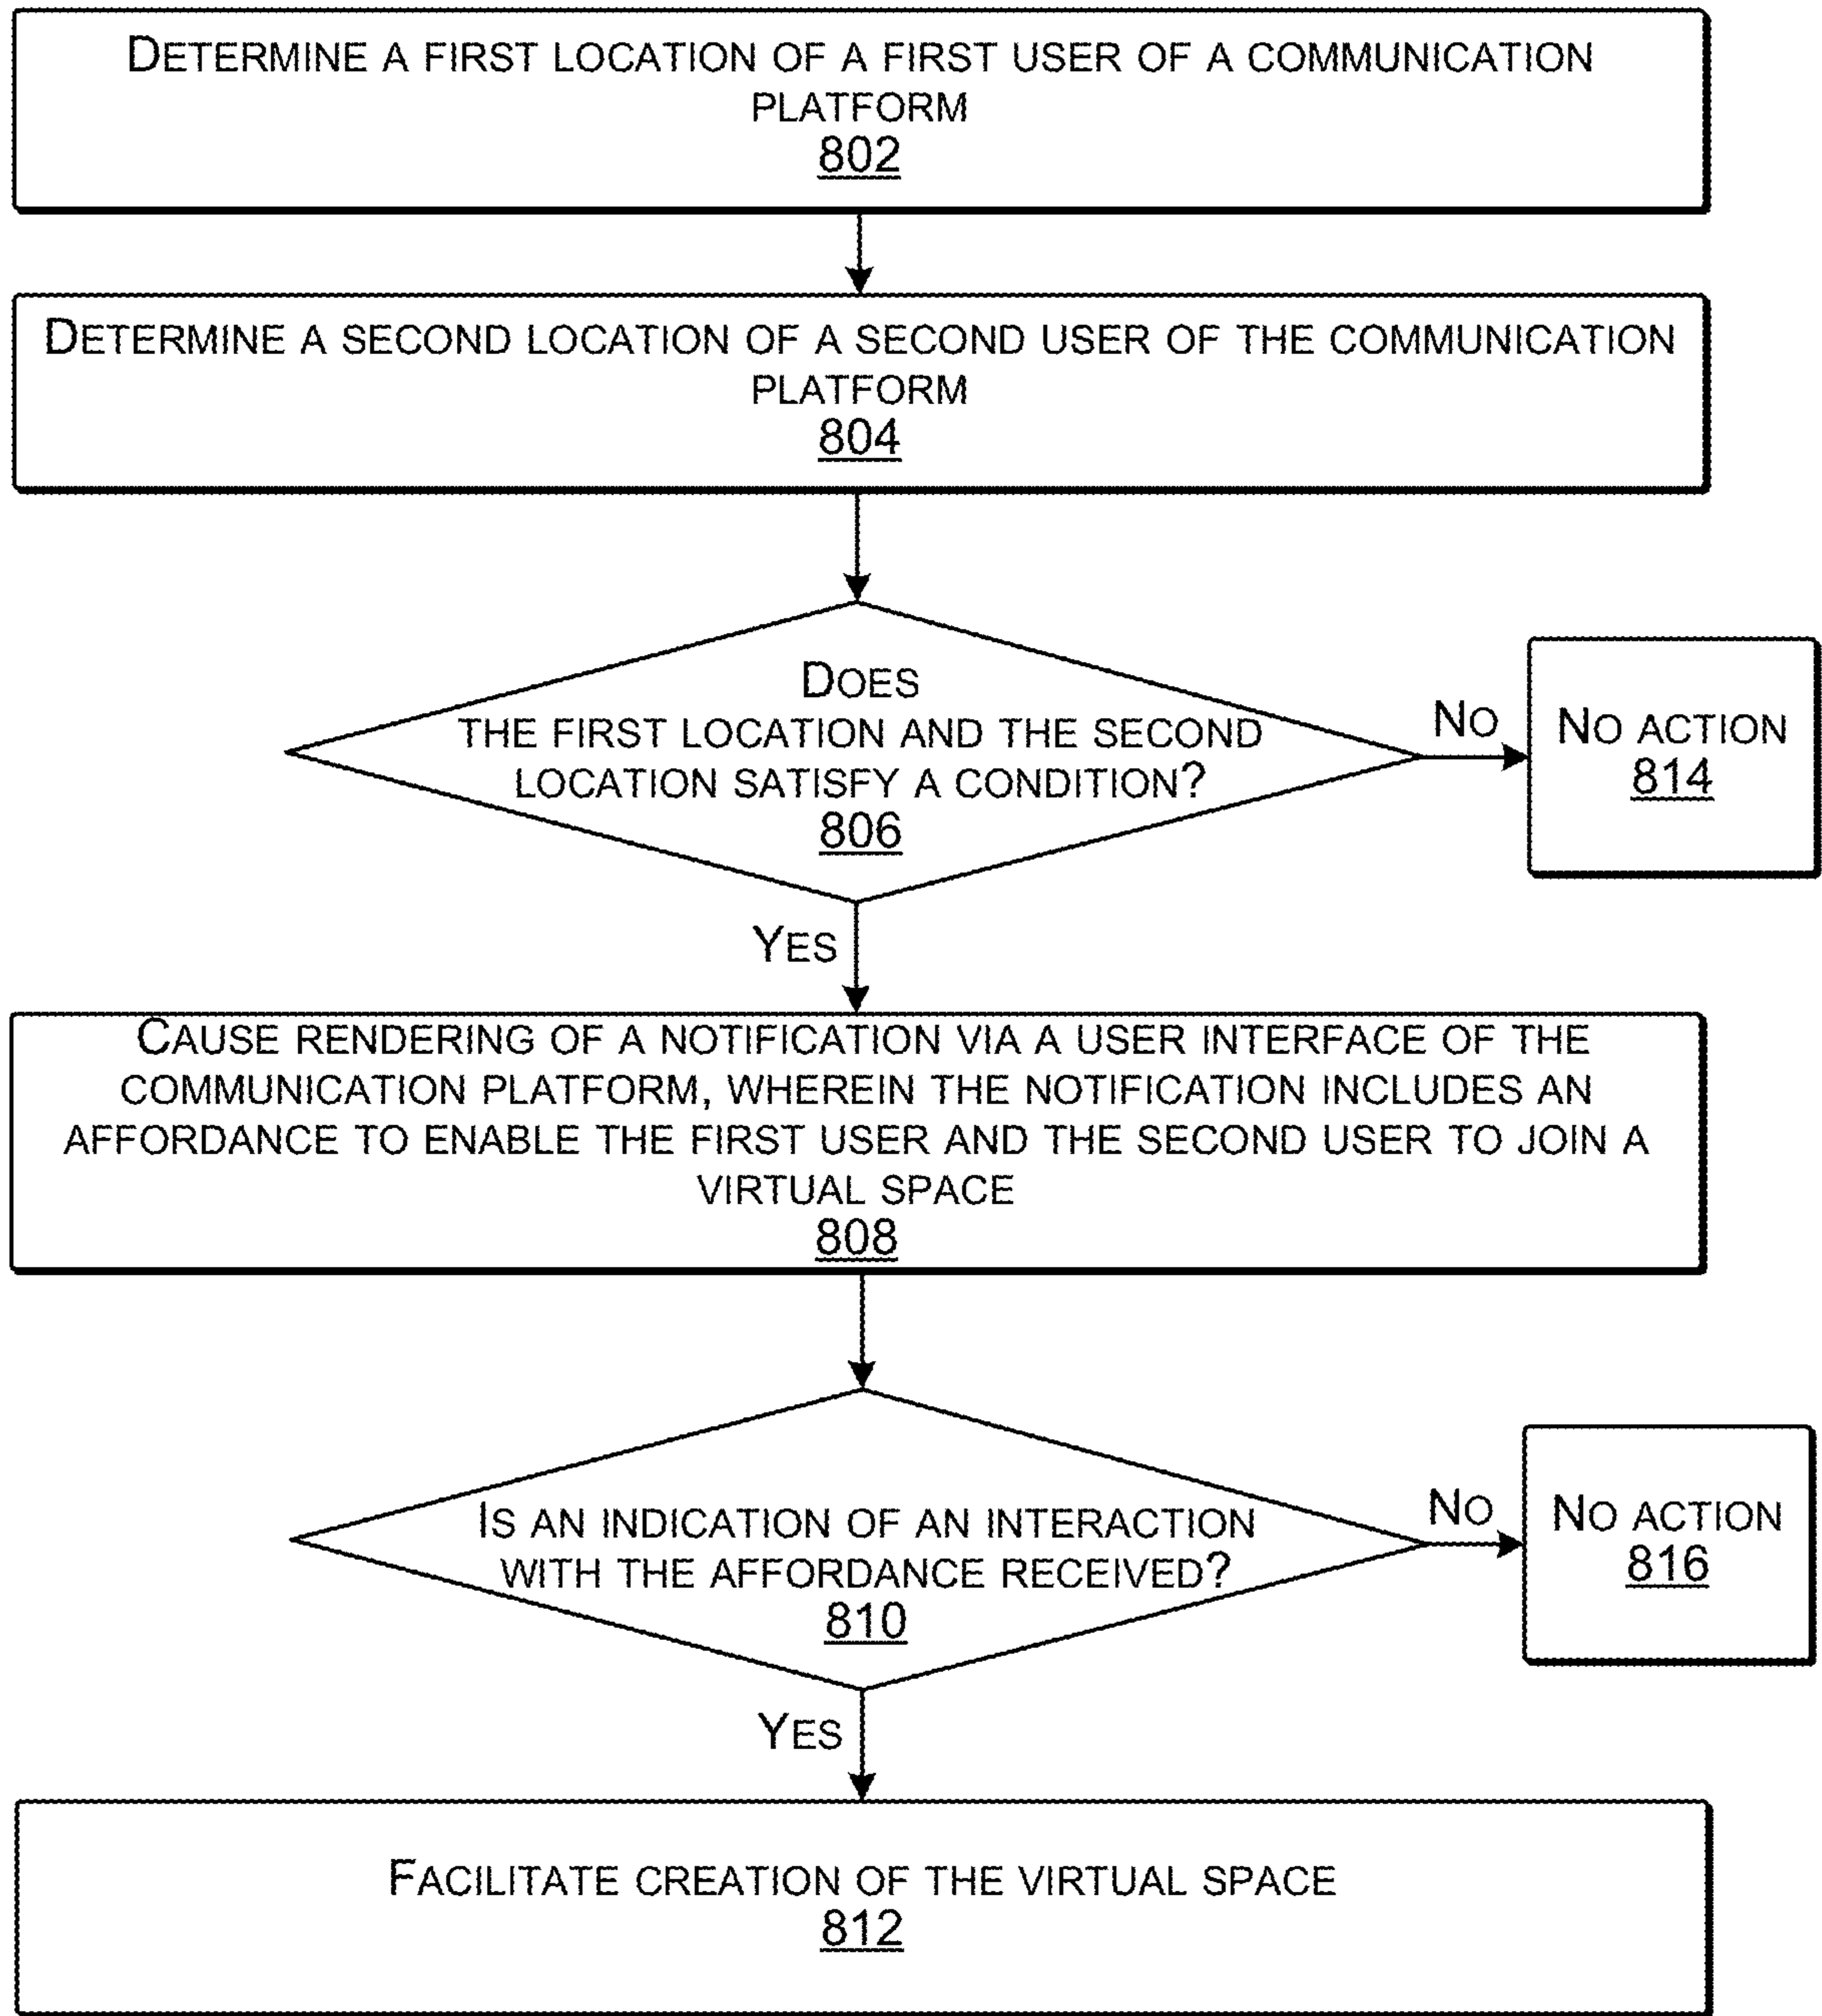 DETERMINE A FIRST LOCATION OF A FIRST USER OF A COMMUNICATION
PLATFORM
802
DETERMINE A SECOND LOCATION OF A SECOND USER OF THE COMMUNICATION
PLATFORM
804
DOES
THE FIRST LOCATION AND THE SECOND
LOCATION SATISFY A CONDITION?
806
NO
NO ACTION
814
YES
CAUSE RENDERING OF A NOTIFICATION VIA A USER INTERFACE OF THE
COMMUNICATION PLATFORM, WHEREIN THE NOTIFICATION INCLUDES AN
AFFORDANCE TO ENABLE THE FIRST USER AND THE SECOND USER TO JOIN A
VIRTUAL SPACE
808
IS AN INDICATION OF AN INTERACTION
WITH THE AFFORDANCE RECEIVED?
810
NO
NO ACTION
816
YES
FACILITATE CREATION OF THE VIRTUAL SPACE
812